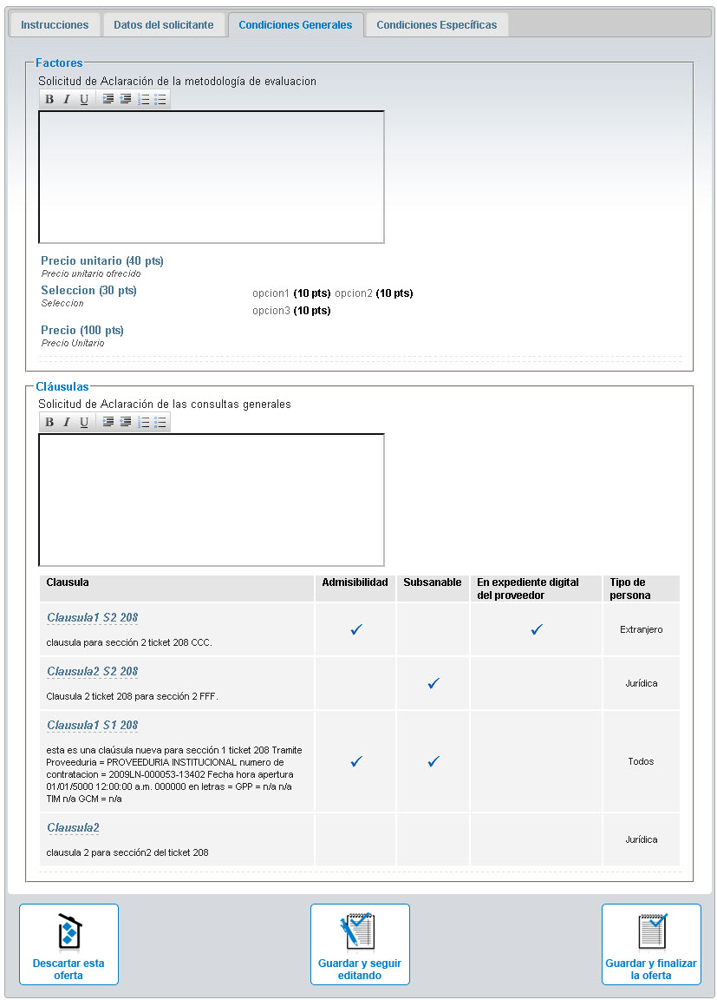 Instrucciones Datos del solicitante Condiciones Generales Condiciones Específicas
Factores
Solicitud de Aclaración de la metodología de evaluacion
B I U
Precio unitario (40 pts)
Precio unitario ofrecido
Seleccion (30 pts)
Seleccion
opcion1 (10 pts) opcion2 (10 pts)
opcion3 (10 pts)
Precio (100 pts)
Precio Unitario
Cláusulas
Solicitud de Aclaración de las consultas generales
B I U
Clausula Admisibilidad Subsanable En expediente digital
del proveedor
Tipo de
persona
Clausula1 S2 208
clausula para sección 2 ticket 208 CCC.
Extranjero
Clausula2 S2 208
Clausula 2 ticket 208 para sección 2 FFF.
Jurídica
Clausula1 S1 208
esta es una claúsula nueva para sección 1 ticket 208 Tramite
Proveeduria = PROVEEDURIA INSTITUCIONAL numero de
contratacion = 2009LN-000053-13402 Fecha hora apertura
01/01/5000 12:00:00 a.m. 000000 en letras = GPP = n/a n/a
TIM n/a GCM = n/a
Todos
Clausula2
clausula 2 para sección2 del ticket 208
Jurídica
Descartar esta
oferta
Guardar y seguir
editando
Guardar y finalizar
la oferta